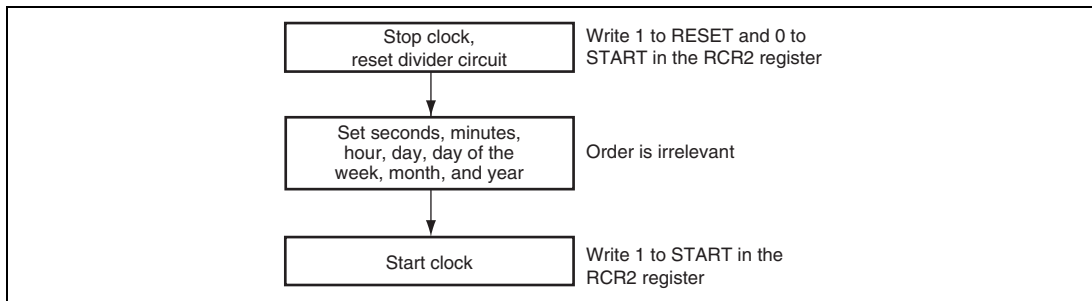 Stop clock,
reset divider circuit
Write 1 to RESET and 0 to
START in the RCR2 register
Set seconds, minutes,
hour, day, day of the
week, month, and year
Order is irrelevant
Start clock
Write 1 to START in the
RCR2 register